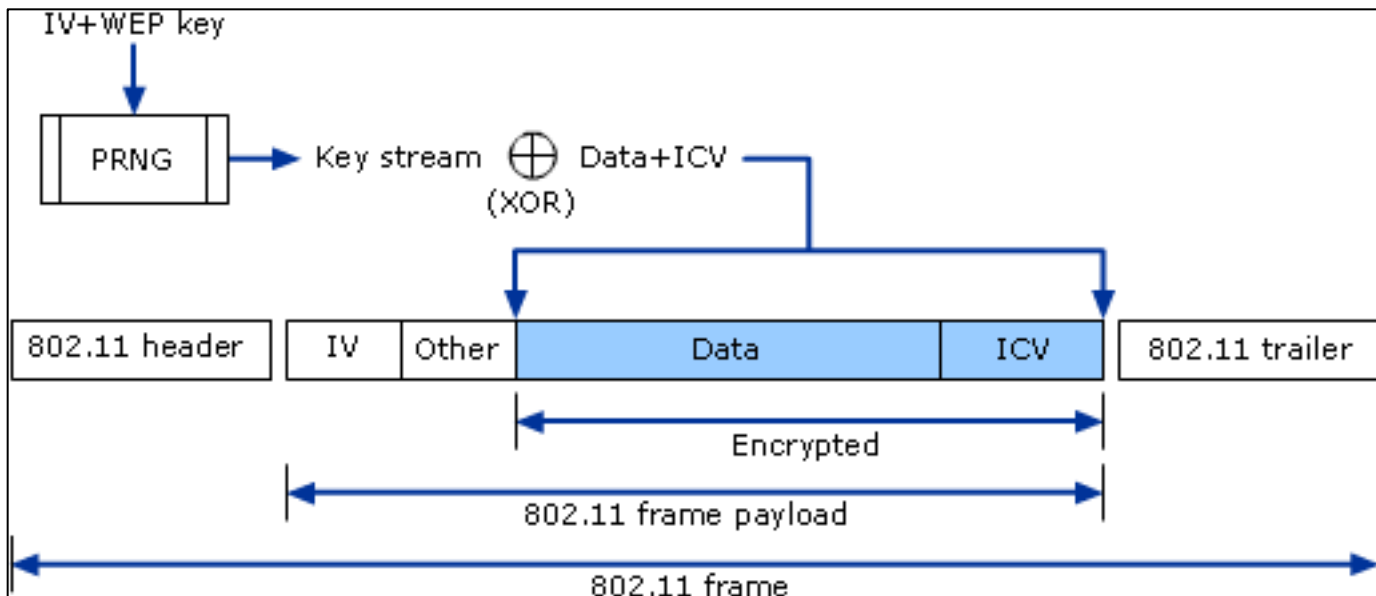 IV+WEP key
PRNG
Key stream
Data+ICV
(XOR)
802.11 header
IV
Other
Data
ICV
802.11 trailer
Encrypted
802.11 frame payload
802.11 frame